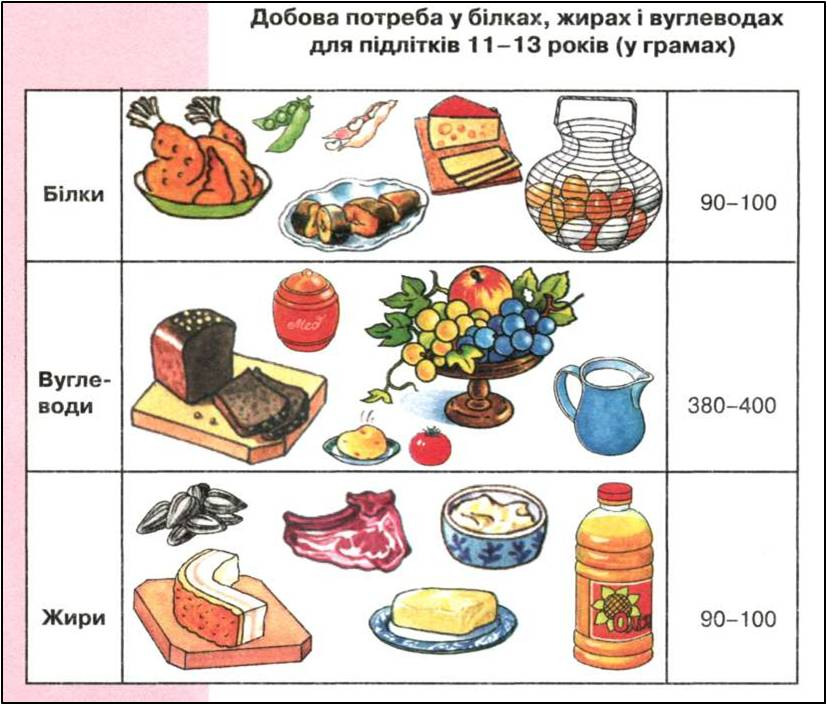 Добова потреба у білках, жирах і вуглеводах
для підлітків 11–13 років (у грамах)
Білки
90–100
Мед
Вугле-
води
380–400
Жири
90–100